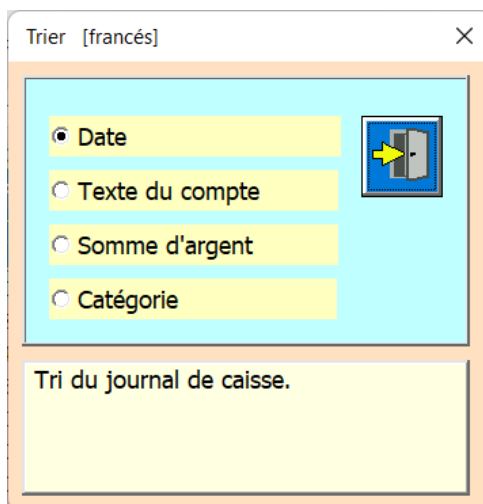 Trier [francés]
Date
Texte du compte
Somme d'argent
Catégorie
Tri du journal de caisse.